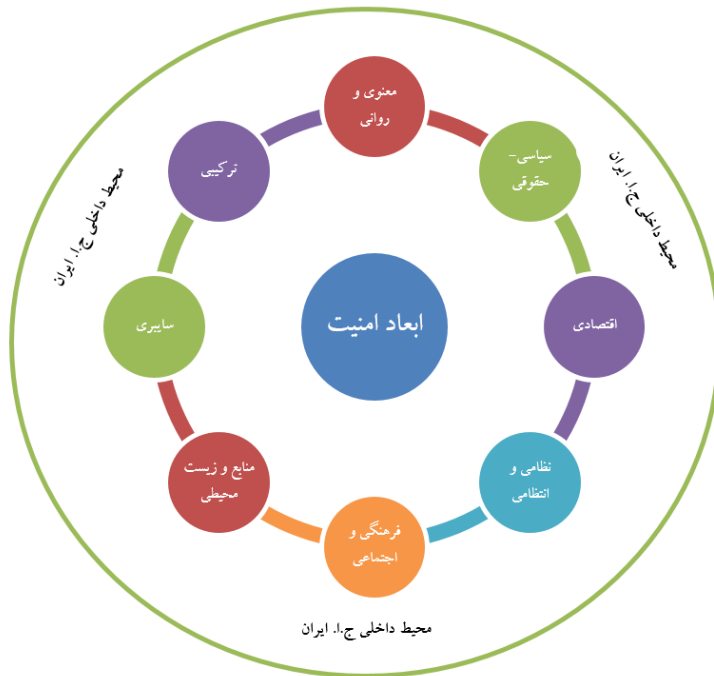 معنوی و
روانی
سیاسی-
حقوقی
ترکیبی
محیط داخلی ج.ا. ایران
محیط داخلی ج.ا. ایران
ابعاد امنیت
اقتصادی
سایبری
نظامی و
انتظامی
منابع و زیست
محیطی
فرهنگی و
اجتماعی
محیط داخلی ج.ا. ایران